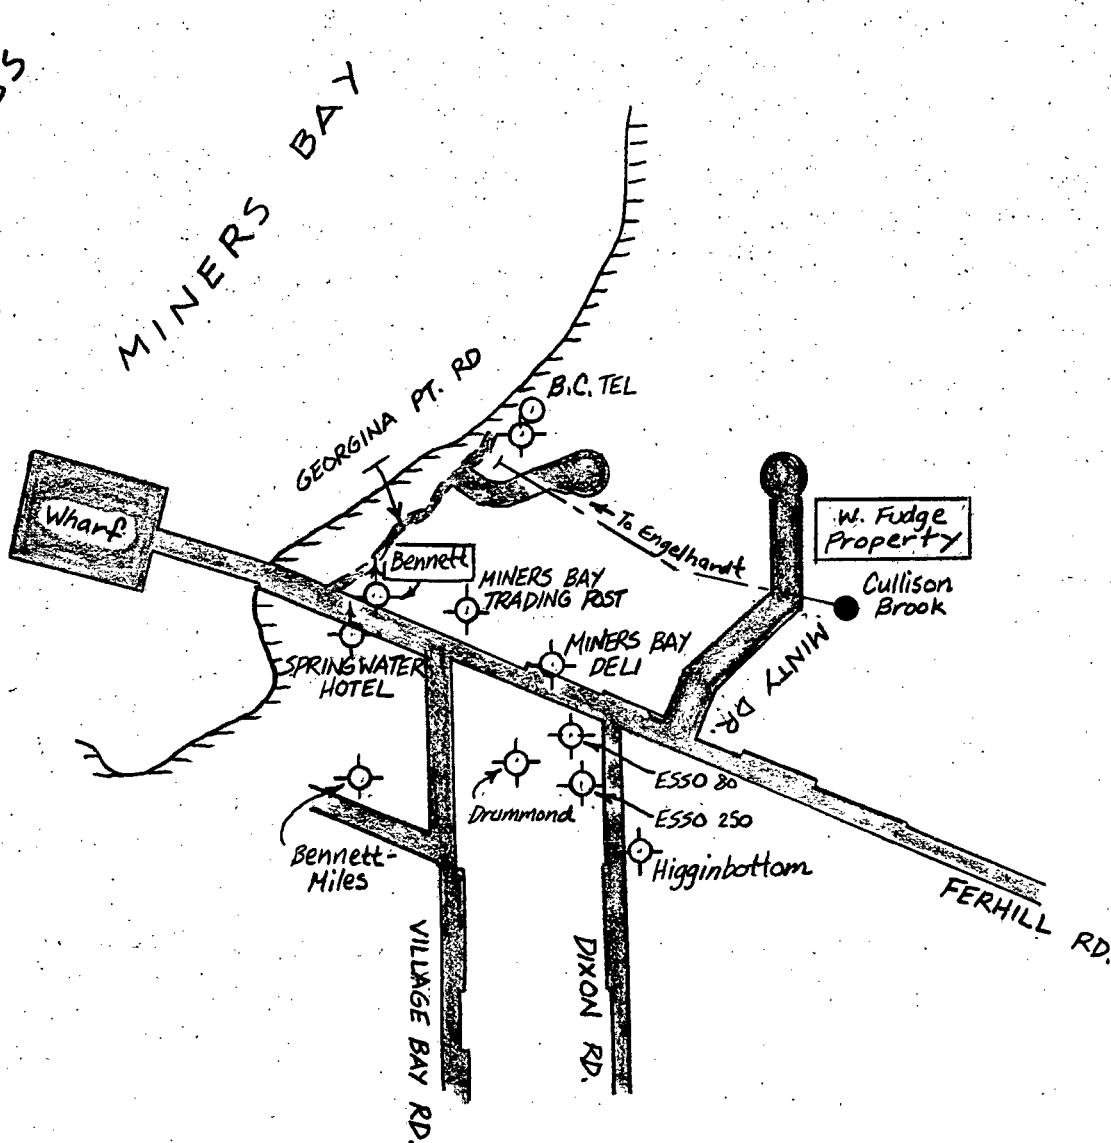 MINERS BAY
B.C. TEL
GEORGINA PT. RD
Wharf
← To Engelhardt
W. Fudge
Property
Bennett
MINERS BAY
TRADING POST
Cullison
Brook
MINERS BAY
DELI
MINTY DR.
SPRINGWATER
HOTEL
ESSO 80
Drummond
ESSO 250
Bennett-
Miles
Higginbottom
FERHILL RD.
VILLAGE BAY RD.
DIXON RD.